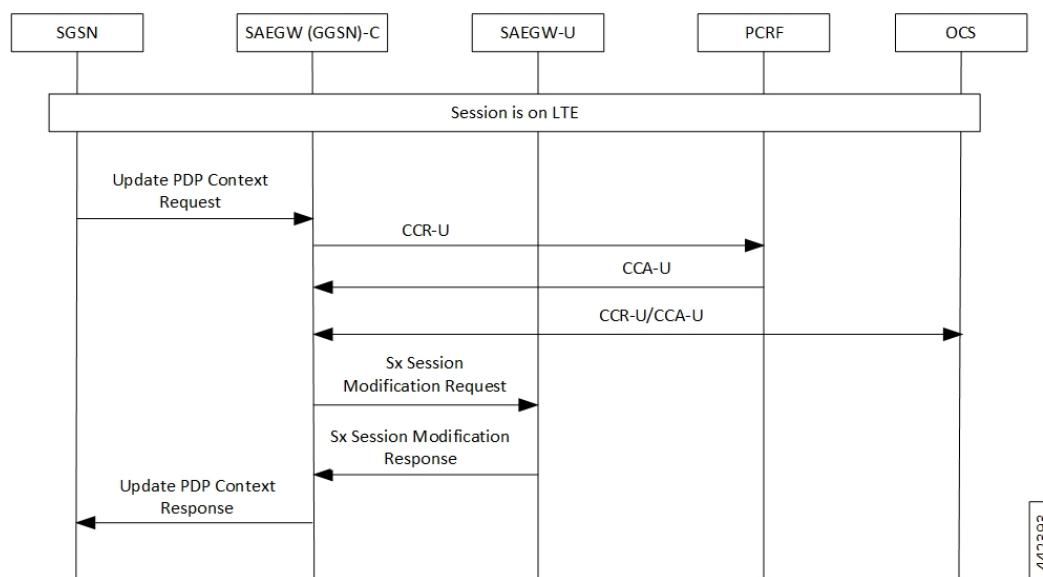 SGSN
SAEGW (GGSN)-C
SAEGW-U
PCRF
OCS
Session is on LTE
Update PDP Context
Request
CCR-U
CCA-U
CCR-U/CCA-U
Sx Session
Modification Request
Sx Session Modification
Response
Update PDP Context
Response
442393